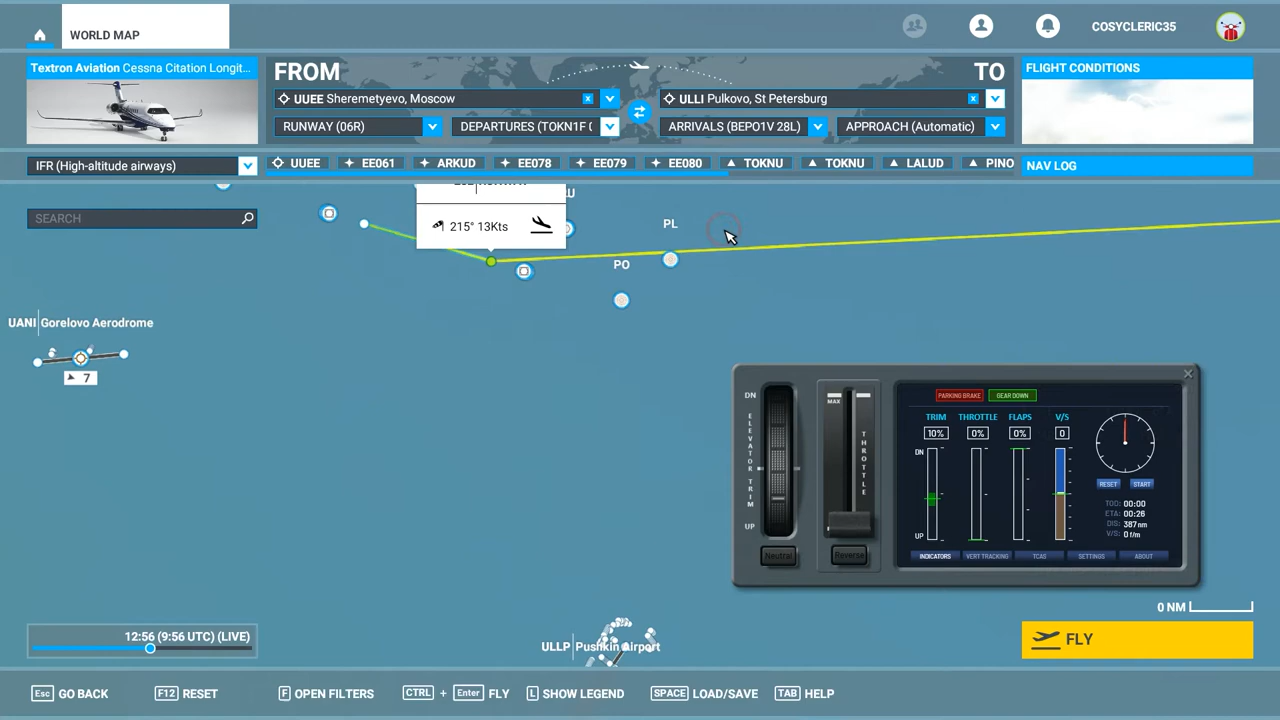 WORLD MAP
COSYCLERIC35
Textron Aviation Cessna Citation Longit...
FROM
TO
FLIGHT CONDITIONS
UUEE Sheremetyevo, Moscow
x
ULLI Pulkovo, St Petersburg
x
RUNWAY (06R)
DEPARTURES (TOKN1F (
ARRIVALS (BEPO1V 28L)
APPROACH (Automatic)
IFR (High-altitude airways)
UUEE
EE061
ARKUD
EE078
EE079
EE080
TOKNU
TOKNU
LALUD
PINO
NAV LOG
SEARCH
215° 13Kts
PL
PO
UANI Gorelovo Aerodrome
7
DN
ELEVATOR TRIM
UP
Neutral
MAX
THROTTLE
Reverse
PARKING BRAKE
GEAR DOWN
TRIM
THROTTLE
FLAPS
V/S
10%
0%
0%
0
DN
UP
RESET
START
TOD: 00:00
ETA: 00:26
DIS: 387nm
V/S: 0 f/m
INDICATORS
VERT TRACKING
TCAS
SETTINGS
ABOUT
0 NM
12:56 (9:56 UTC) (LIVE)
ULLP Pushkin Airport
FLY
Esc GO BACK
F12 RESET
F OPEN FILTERS
CTRL + Enter FLY
L SHOW LEGEND
SPACE LOAD/SAVE
TAB HELP